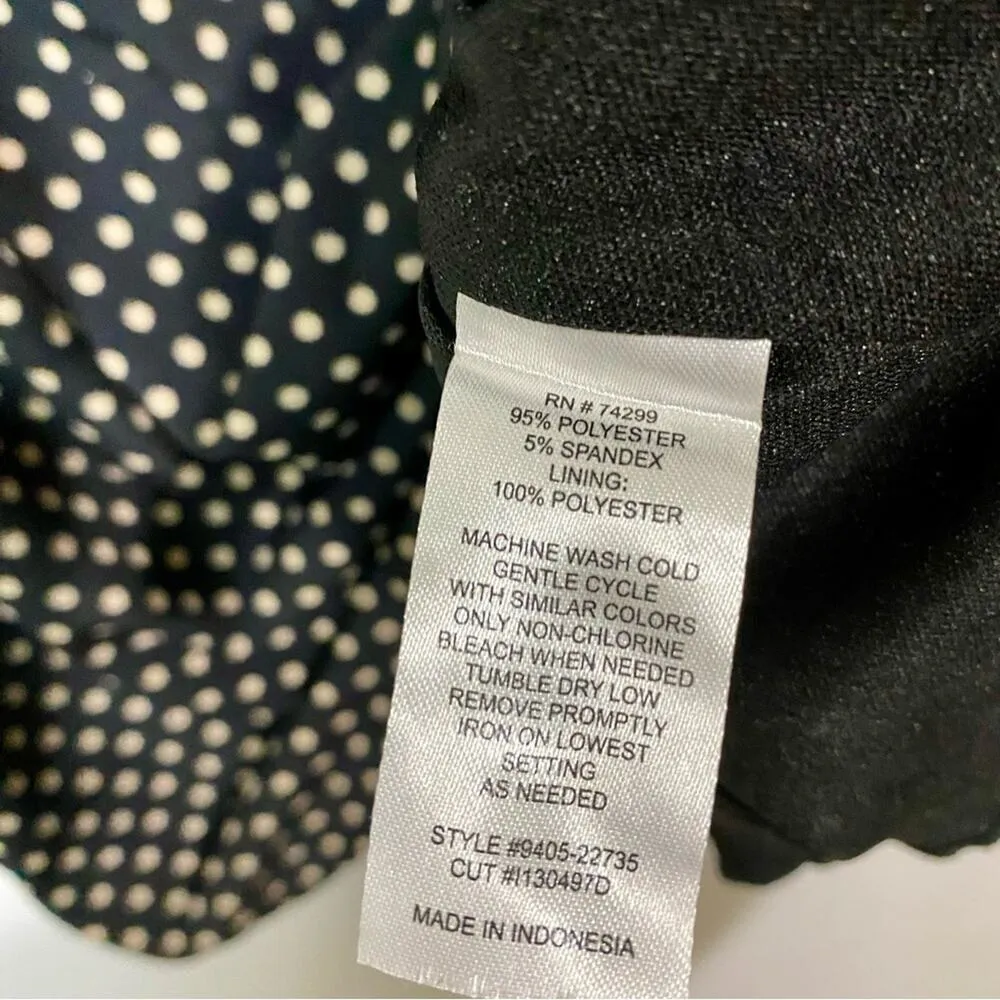 RN # 74299
95% POLYESTER
5% SPANDEX
LINING:
100% POLYESTER
MACHINE WASH COLD
GENTLE CYCLE
WITH SIMILAR COLORS
ONLY NON-CHLORINE
BLEACH WHEN NEEDED
TUMBLE DRY LOW
REMOVE PROMPTLY
IRON ON LOWEST
SETTING
AS NEEDED
STYLE #9405-22735
CUT #I130497D
MADE IN INDONESIA